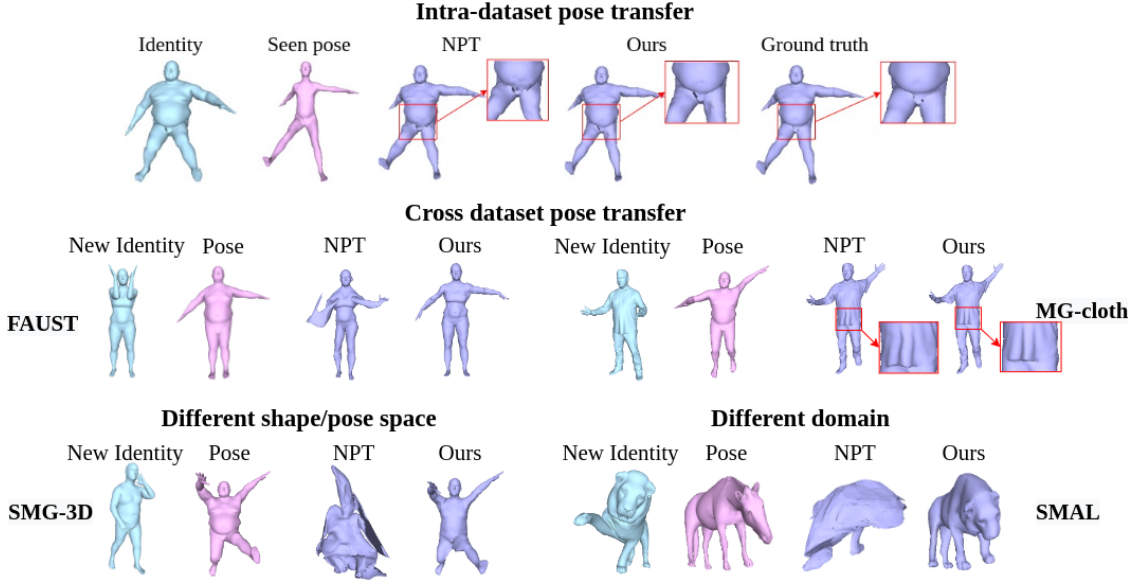 Intra-dataset pose transfer
Identity Seen pose NPT Ours Ground truth
Cross dataset pose transfer
New Identity Pose NPT Ours New Identity Pose NPT Ours
FAUST MG-cloth
Different shape/pose space Different domain
New Identity Pose NPT Ours New Identity Pose NPT Ours
SMG-3D SMAL